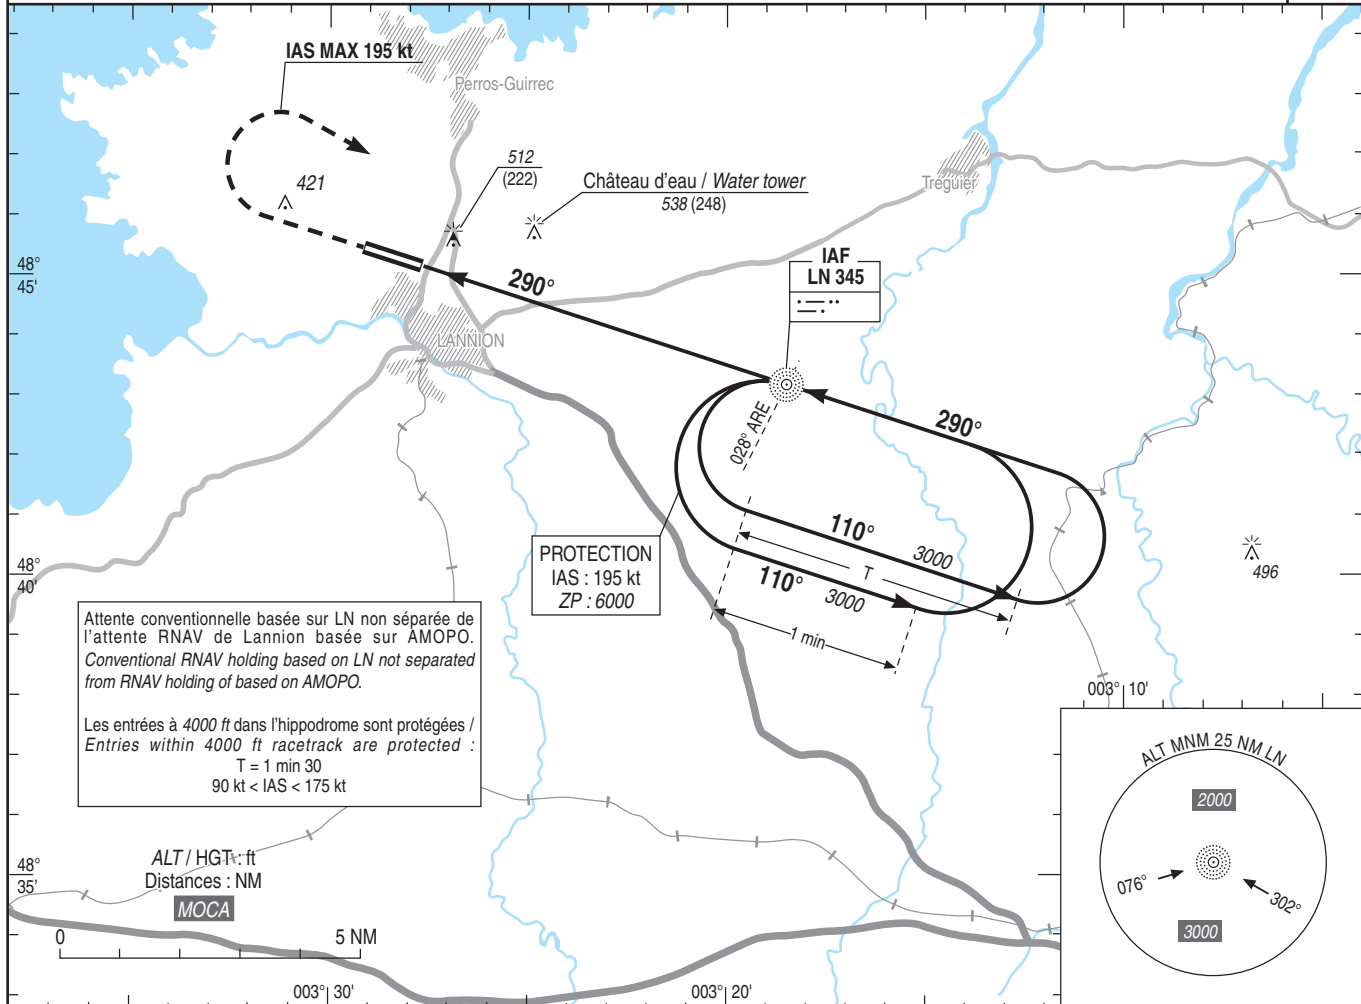 IAS MAX 195 kt
Perros-Guirrec
421
512
(222)
Château d'eau / Water tower
538 (248)
Tréguier
IAF
LN 345
48°
45'
290°
LANNION
028° ARE
290°
110°
3000
T
110°
3000
1 min
PROTECTION
IAS : 195 kt
ZP : 6000
496
48°
40'
Attente conventionnelle basée sur LN non séparée de
l'attente RNAV de Lannion basée sur AMOPO.
Conventional RNAV holding based on LN not separated
from RNAV holding of based on AMOPO.
Les entrées à 4000 ft dans l'hippodrome sont protégées /
Entries within 4000 ft racetrack are protected :
T = 1 min 30
90 kt < IAS < 175 kt
003° 10'
ALT MNM 25 NM LN
2000
076°
302°
3000
48°
35'
ALT / HGT : ft
Distances : NM
MOCA
0
5 NM
003° 30'
003° 20'